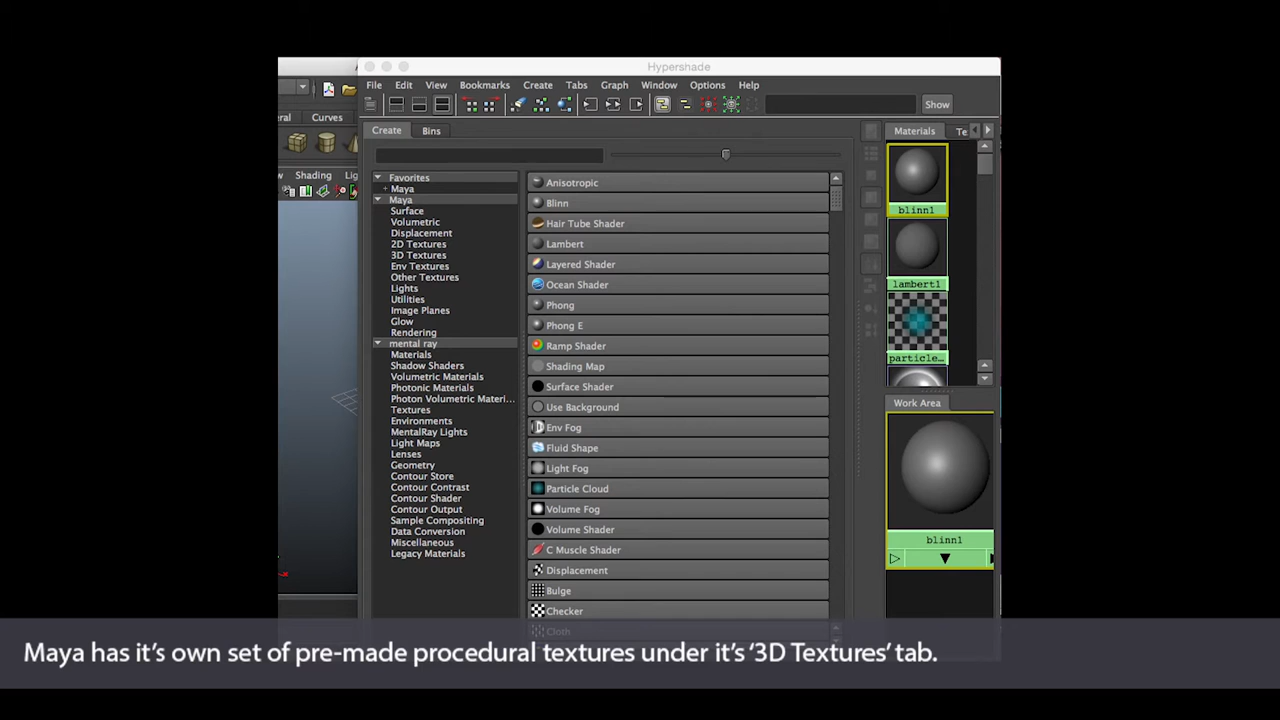 Hypershade
File Edit View Bookmarks Create Tabs Graph Window Help Options
Show
Curves
Shading
Create Bins
Favorites
+ Maya
Maya
Surface
Volumetric
Displacement
2D Textures
3D Textures
Env Textures
Other Textures
Lights
Utilities
Image Planes
Glow
Rendering
mental ray
Materials
Shadow Shaders
Volumetric Materials
Photonic Materials
Photon Volumetric Materi...
Textures
Environments
MentalRay Lights
Light Maps
Lenses
Geometry
Contour Store
Contour Contrast
Contour Shader
Contour Output
Sample Compositing
Data Conversion
Miscellaneous
Legacy Materials
Anisotropic
Blinn
Hair Tube Shader
Lambert
Layered Shader
Ocean Shader
Phong
Phong E
Ramp Shader
Shading Map
Surface Shader
Use Background
Env Fog
Fluid Shape
Light Fog
Particle Cloud
Volume Fog
Volume Shader
C Muscle Shader
Displacement
Bulge
Checker
Cloth
Materials Te
blinn1
lambert1
particle...
Work Area
blinn1
Maya has it’s own set of pre-made procedural textures under it’s ‘3D Textures’ tab.